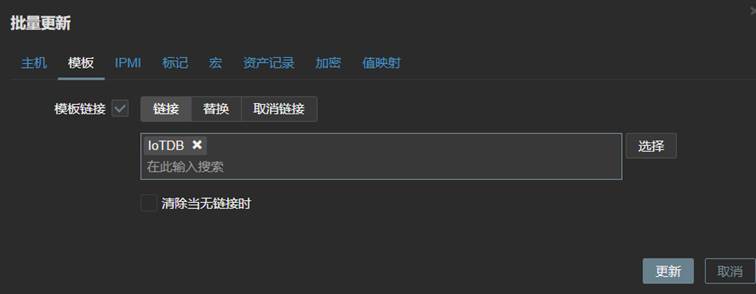 批量更新
主机 模板 IPMI 标记 宏 资产记录 加密 值映射
模板链接 链接 替换 取消链接
IoTDB
选择
在此输入搜索
清除当无链接时
更新 取消